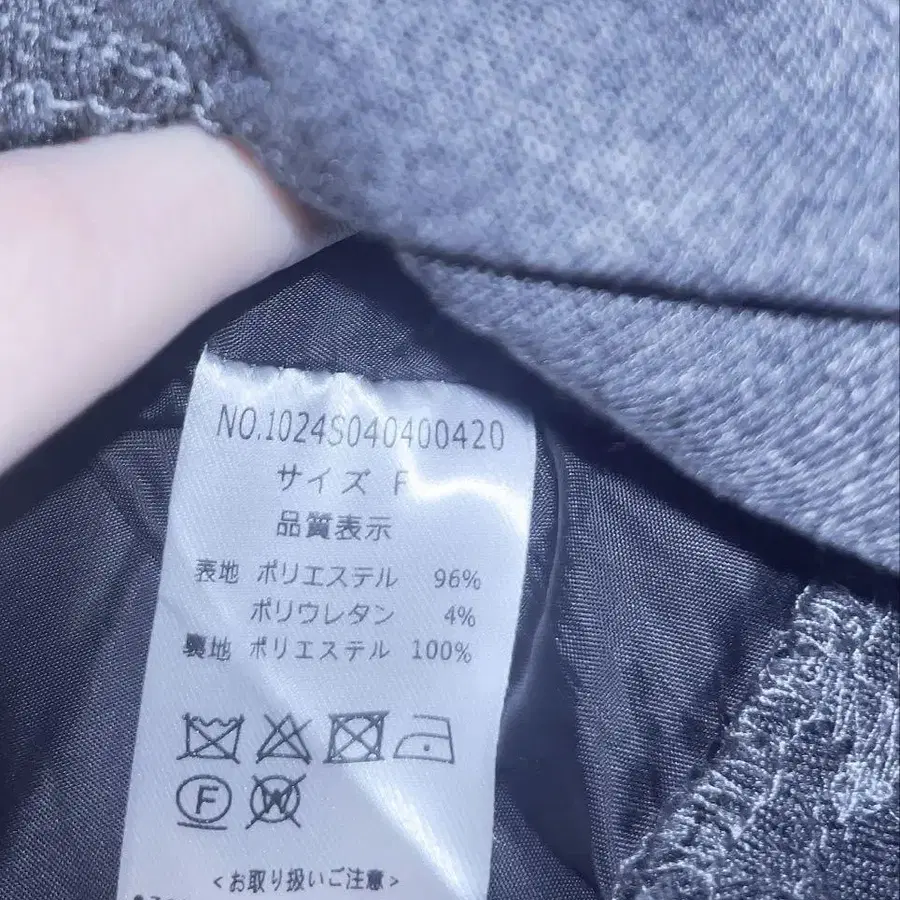 NO.1024S040400420
サイズ F
品質表示
表地 ポリエステル 96%
ポリウレタン 4%
裏地 ポリエステル 100%
F W
<お取り扱いご注意>